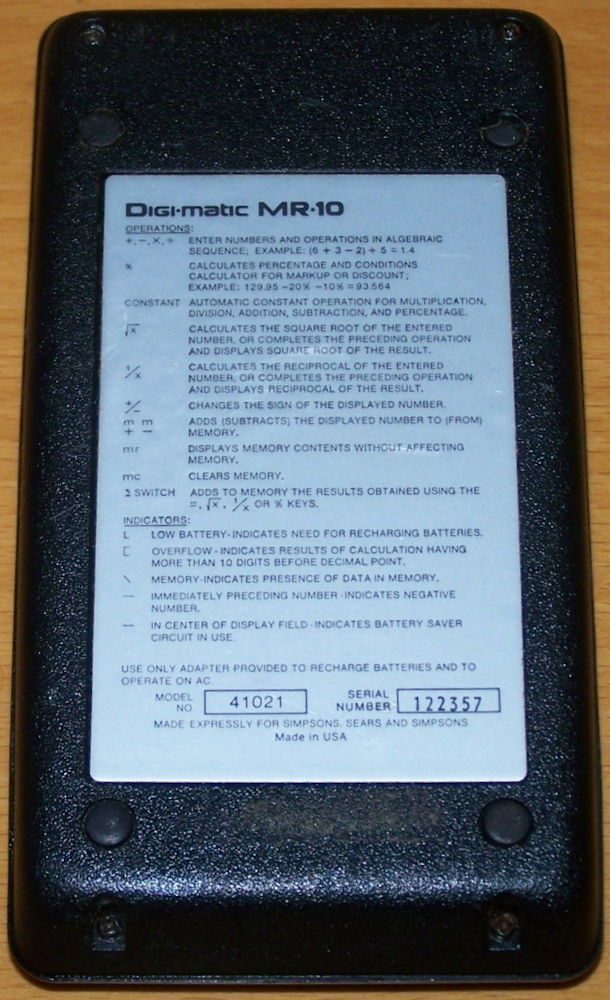 DIGI·matic MR·10
OPERATIONS:
+, −, ×, ÷ ENTER NUMBERS AND OPERATIONS IN ALGEBRAIC
SEQUENCE; EXAMPLE: (6 + 3 − 2) ÷ 5 = 1.4
% CALCULATES PERCENTAGE AND CONDITIONS
CALCULATOR FOR MARKUP OR DISCOUNT;
EXAMPLE: 129.95 −20% −10% = 93.564
CONSTANT AUTOMATIC CONSTANT OPERATION FOR MULTIPLICATION,
DIVISION, ADDITION, SUBTRACTION, AND PERCENTAGE.
√x CALCULATES THE SQUARE ROOT OF THE ENTERED
NUMBER, OR COMPLETES THE PRECEDING OPERATION
AND DISPLAYS SQUARE ROOT OF THE RESULT.
1/x CALCULATES THE RECIPROCAL OF THE ENTERED
NUMBER, OR COMPLETES THE PRECEDING OPERATION
AND DISPLAYS RECIPROCAL OF THE RESULT.
+/− CHANGES THE SIGN OF THE DISPLAYED NUMBER.
m m ADDS (SUBTRACTS) THE DISPLAYED NUMBER TO (FROM)
+ − MEMORY.
mr DISPLAYS MEMORY CONTENTS WITHOUT AFFECTING
MEMORY.
mc CLEARS MEMORY.
Σ SWITCH ADDS TO MEMORY THE RESULTS OBTAINED USING THE
=, √x, 1/x OR % KEYS.
INDICATORS:
L LOW BATTERY-INDICATES NEED FOR RECHARGING BATTERIES.
[ OVERFLOW - INDICATES RESULTS OF CALCULATION HAVING
MORE THAN 10 DIGITS BEFORE DECIMAL POINT.
\ MEMORY-INDICATES PRESENCE OF DATA IN MEMORY.
— IMMEDIATELY PRECEDING NUMBER -INDICATES NEGATIVE
NUMBER.
— IN CENTER OF DISPLAY FIELD -INDICATES BATTERY SAVER
CIRCUIT IN USE.
USE ONLY ADAPTER PROVIDED TO RECHARGE BATTERIES AND TO
OPERATE ON AC.
MODEL NO. 41021 SERIAL NUMBER 122357
MADE EXPRESSLY FOR SIMPSONS, SEARS AND SIMPSONS
Made in USA